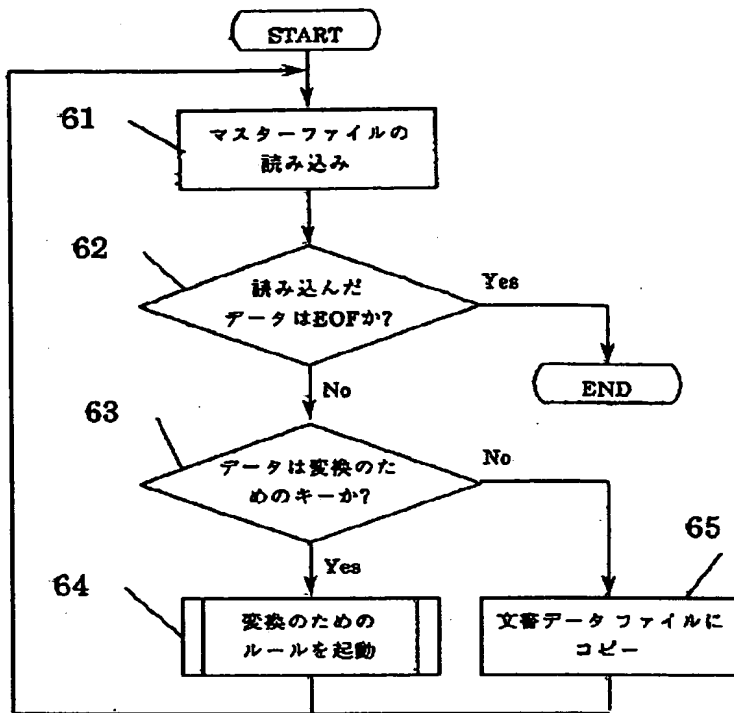 START
61
マスターファイルの
読み込み
62
読み込んだ
データはEOFか?
Yes
END
No
63
データは変換のた
めのキーか?
No
Yes
64
変換のための
ルールを起動
65
文書データファイルに
コピー